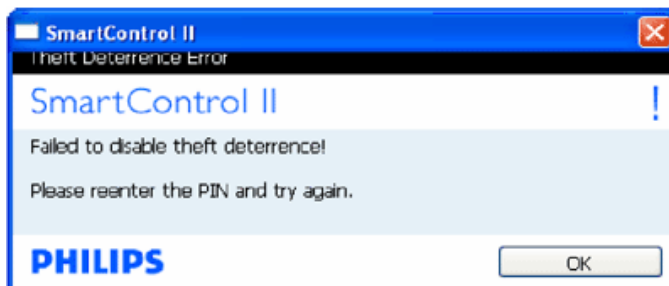 SmartControl II
Theft Deterrence Error
SmartControl II !
Failed to disable theft deterrence!
Please reenter the PIN and try again.
PHILIPS
OK